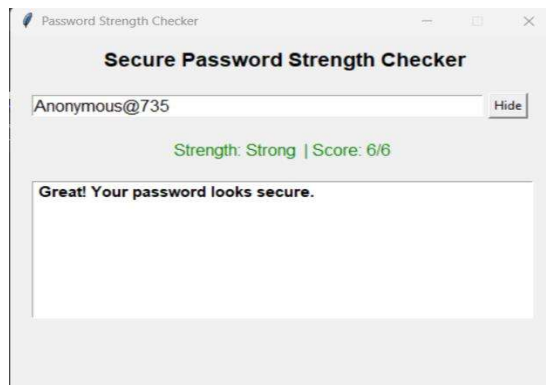 Password Strength Checker
Secure Password Strength Checker
Anonymous@735 Hide
Strength: Strong | Score: 6/6
Great! Your password looks secure.